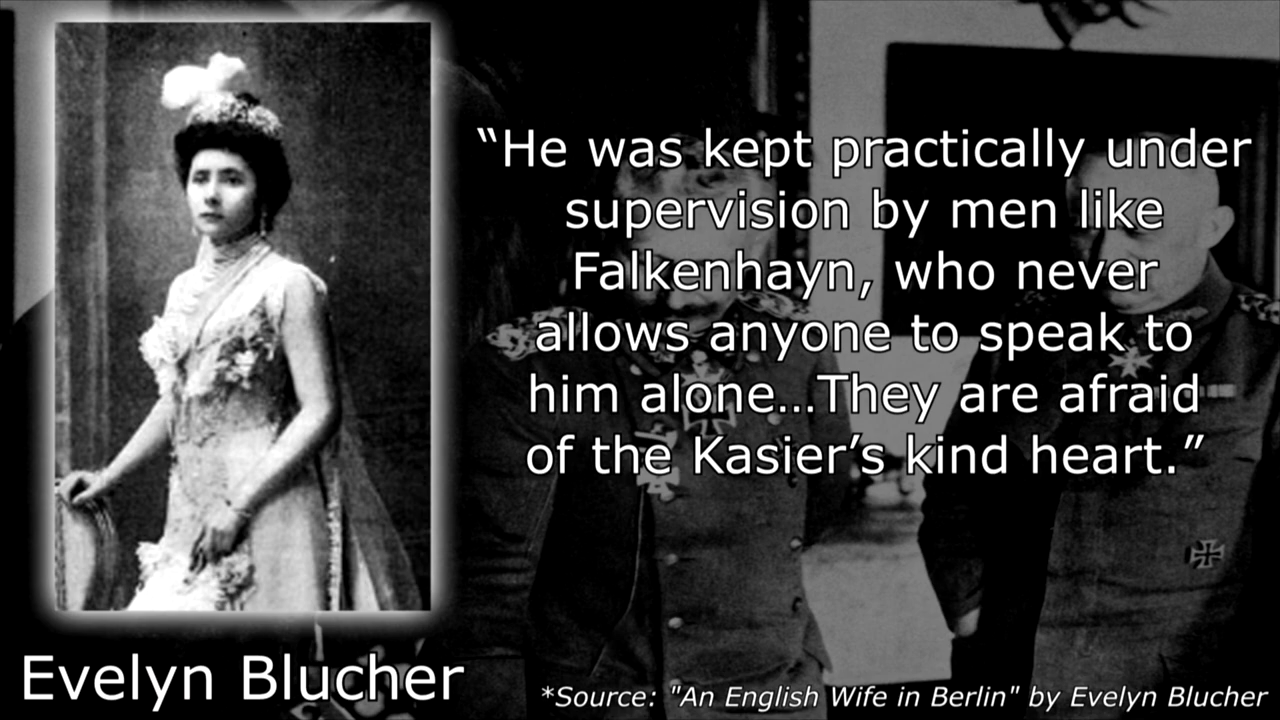 “He was kept practically under
supervision by men like
Falkenhayn, who never
allows anyone to speak to
him alone...They are afraid
of the Kasier’s kind heart.”
Evelyn Blucher
*Source: "An English Wife in Berlin" by Evelyn Blucher